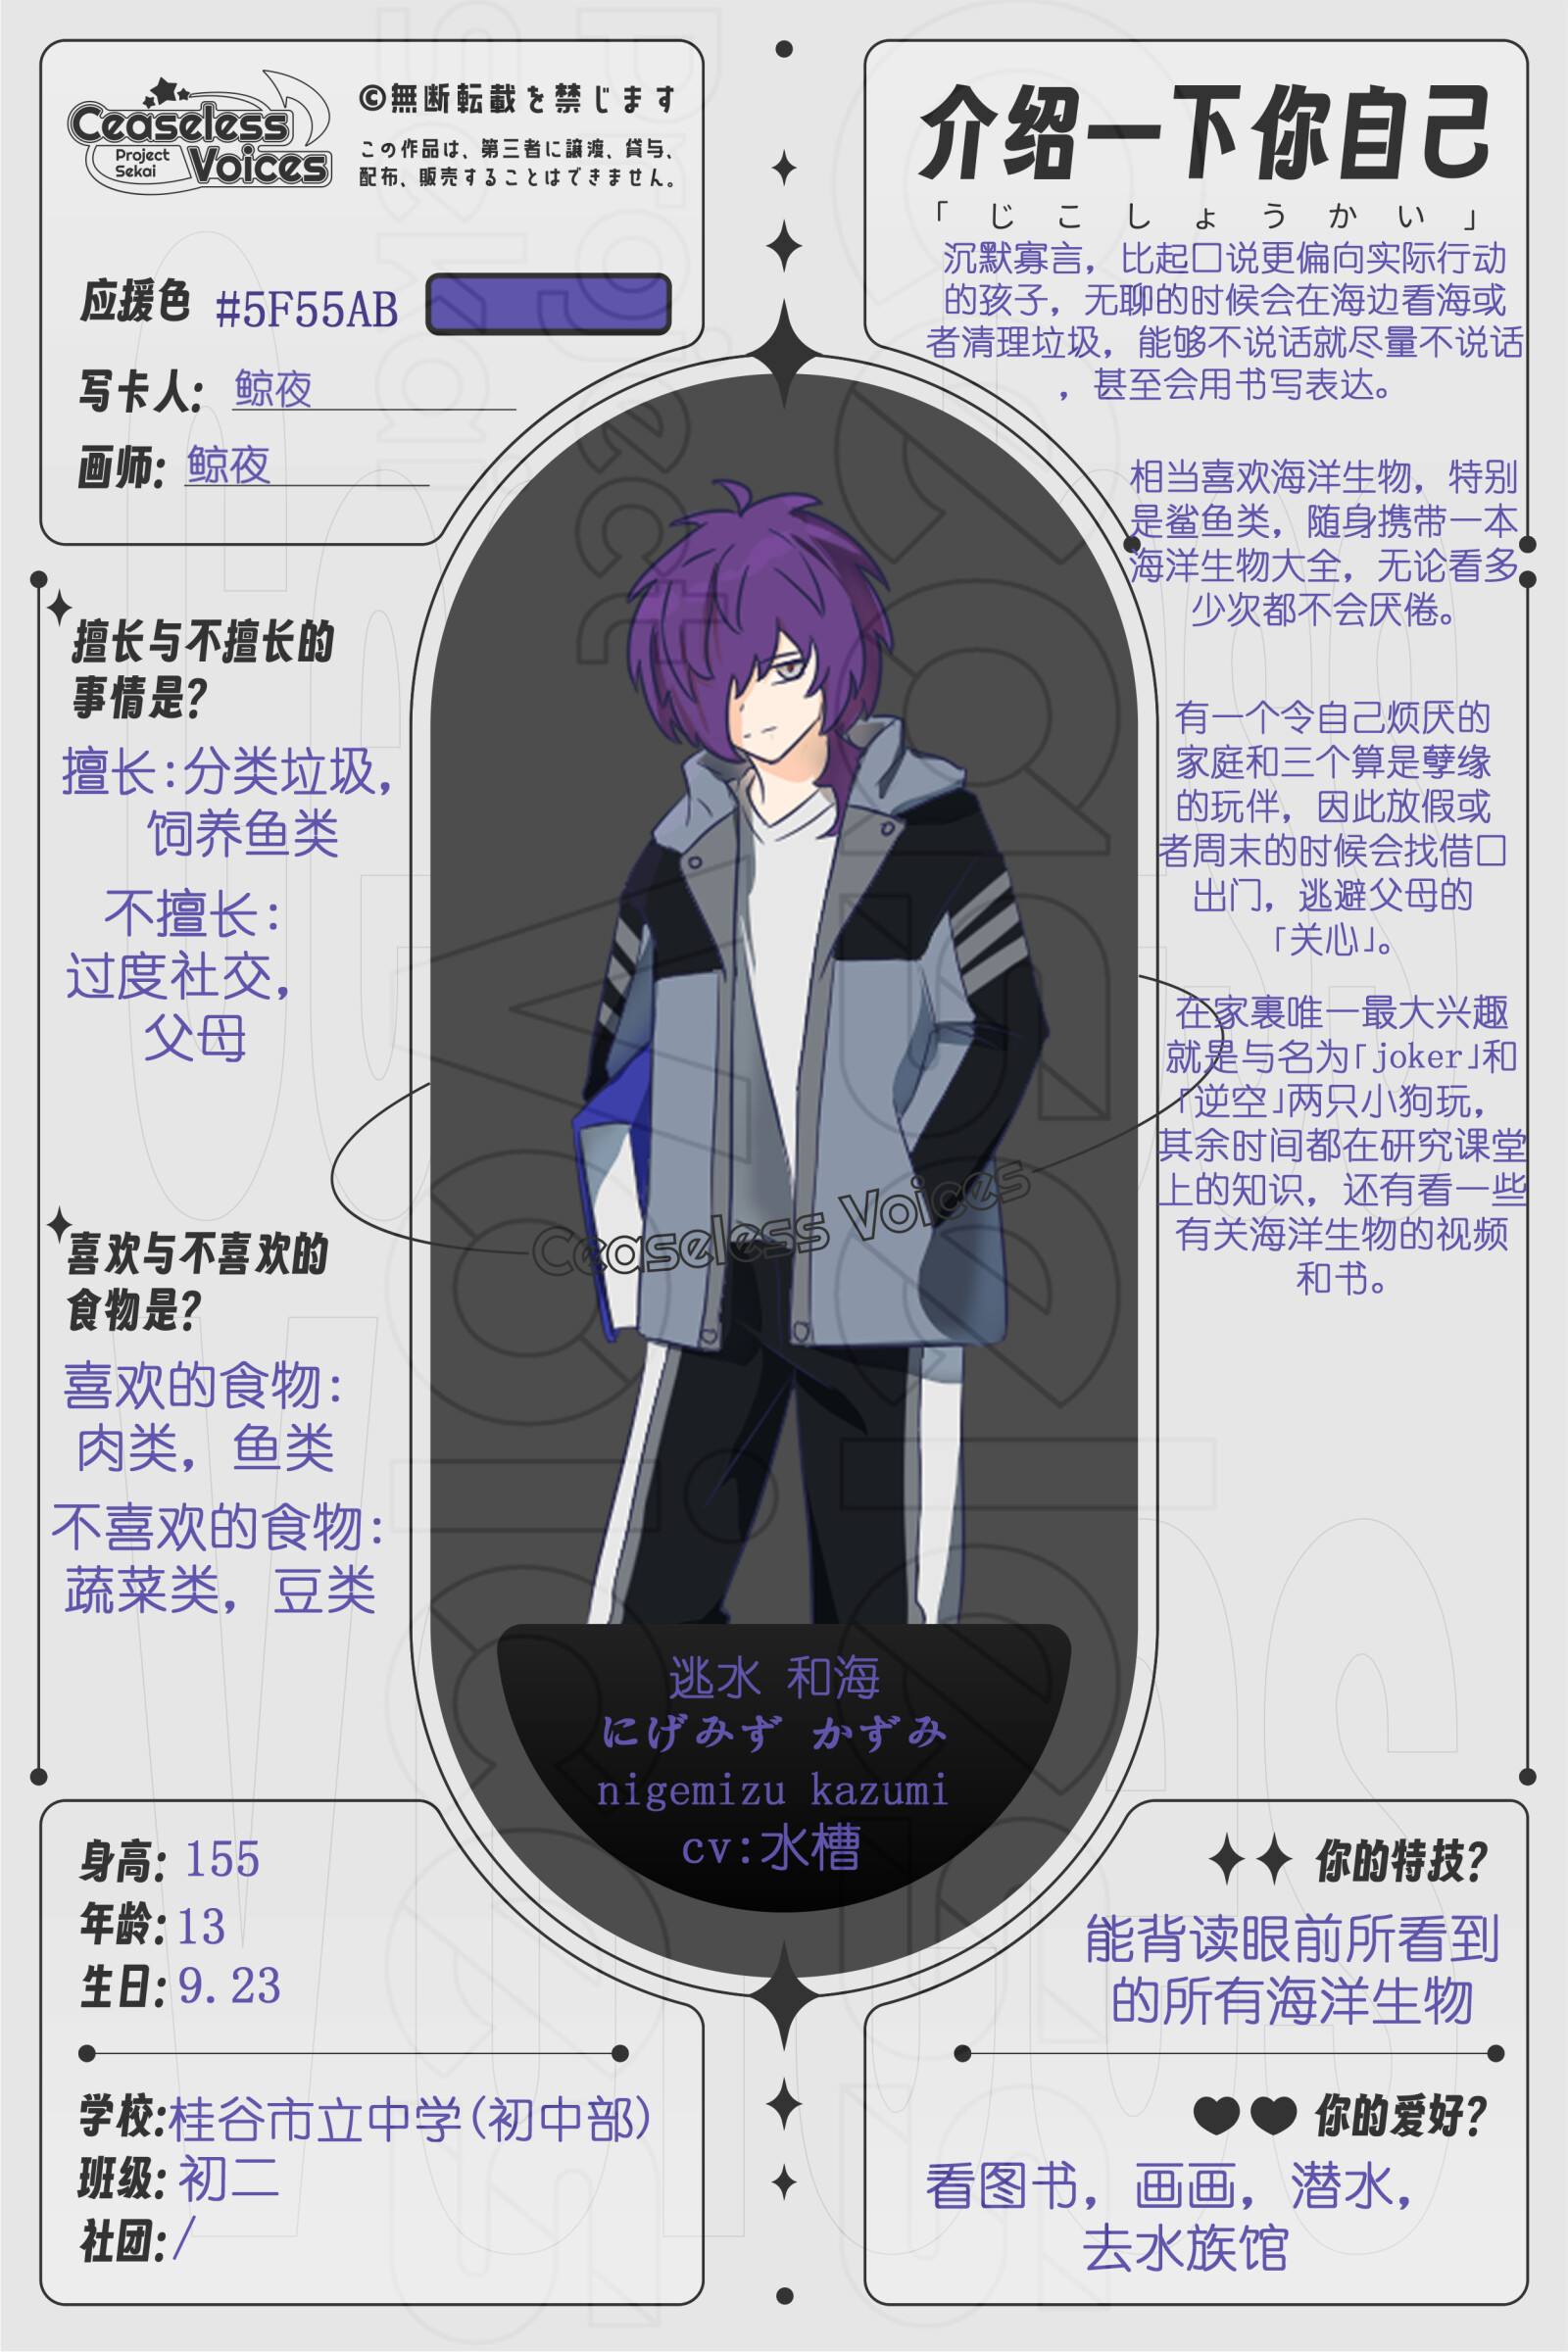 Ceaseless
Project
Sekai
Voices
©無断転載を禁じます
この作品は、第三者に譲渡、貸与、
配布、販売することはできません。
应援色 #5F55AB
写卡人: 鲸夜
画师: 鲸夜
介绍一下你自己
「じこしょうかい」
沉默寡言，比起口说更偏向实际行动
的孩子，无聊的时候会在海边看海或
者清理垃圾，能够不说话就尽量不说话
，甚至会用书写表达。
相当喜欢海洋生物，特别
是鲨鱼类，随身携带一本
海洋生物大全，无论看多
少次都不会厌倦。
有一个令自己烦厌的
家庭和三个算是孽缘
的玩伴，因此放假或
者周末的时候会找借口
出门，逃避父母的
「关心」。
在家裏唯一最大兴趣
就是与名为「joker」和
「逆空」两只小狗玩，
其余时间都在研究课堂
上的知识，还有看一些
有关海洋生物的视频
和书。
擅长与不擅长的
事情是?
擅长:分类垃圾，
饲养鱼类
不擅长:
过度社交，
父母
喜欢与不喜欢的
食物是?
喜欢的食物:
肉类，鱼类
不喜欢的食物:
蔬菜类，豆类
Ceaseless Voices
逃水 和海
にげみず かずみ
nigemizu kazumi
cv:水槽
身高: 155
年龄: 13
生日: 9.23
学校:桂谷市立中学(初中部)
班级: 初二
社团:/
你的特技?
能背读眼前所看到
的所有海洋生物
你的爱好?
看图书，画画，潜水，
去水族馆